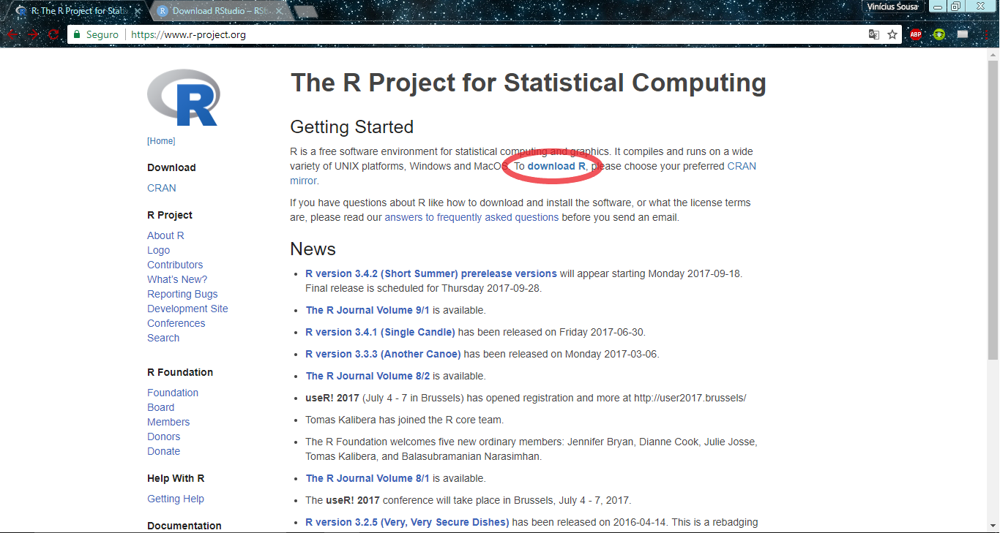 R: The R Project for Stati
Download RStudio – RSt
Vinícius Sousa
Seguro
https://www.r-project.org
ABP
R
[Home]
Download
CRAN
R Project
About R
Logo
Contributors
What's New?
Reporting Bugs
Development Site
Conferences
Search
R Foundation
Foundation
Board
Members
Donors
Donate
Help With R
Getting Help
Documentation
The R Project for Statistical Computing
Getting Started
R is a free software environment for statistical computing and graphics. It compiles and runs on a wide
variety of UNIX platforms, Windows and MacOS. To download R, please choose your preferred CRAN
mirror.
If you have questions about R like how to download and install the software, or what the license terms
are, please read our answers to frequently asked questions before you send an email.
News
• R version 3.4.2 (Short Summer) prerelease versions will appear starting Monday 2017-09-18.
Final release is scheduled for Thursday 2017-09-28.
• The R Journal Volume 9/1 is available.
• R version 3.4.1 (Single Candle) has been released on Friday 2017-06-30.
• R version 3.3.3 (Another Canoe) has been released on Monday 2017-03-06.
• The R Journal Volume 8/2 is available.
• useR! 2017 (July 4 - 7 in Brussels) has opened registration and more at http://user2017.brussels/
• Tomas Kalibera has joined the R core team.
• The R Foundation welcomes five new ordinary members: Jennifer Bryan, Dianne Cook, Julie Josse,
Tomas Kalibera, and Balasubramanian Narasimhan.
• The R Journal Volume 8/1 is available.
• The useR! 2017 conference will take place in Brussels, July 4 - 7, 2017.
• R version 3.2.5 (Very, Very Secure Dishes) has been released on 2016-04-14. This is a rebadging